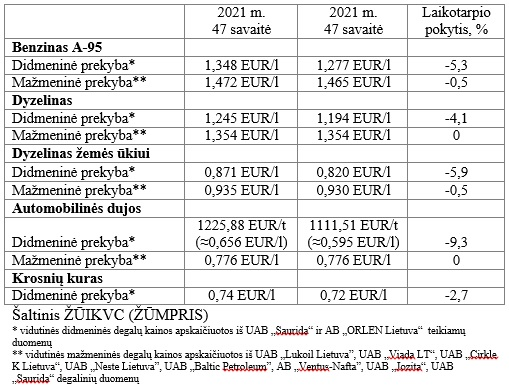 2021 m. 2021 m. Laikotarpio
47 savaitė 47 savaitė pokytis, %
Benzinas A-95
Didmeninė prekyba* 1,348 EUR/l 1,277 EUR/l -5,3
Mažmeninė prekyba** 1,472 EUR/l 1,465 EUR/l -0,5
Dyzelinas
Didmeninė prekyba* 1,245 EUR/l 1,194 EUR/l -4,1
Mažmeninė prekyba** 1,354 EUR/l 1,354 EUR/l 0
Dyzelinas žemės ūkiui
Didmeninė prekyba* 0,871 EUR/l 0,820 EUR/l -5,9
Mažmeninė prekyba** 0,935 EUR/l 0,930 EUR/l -0,5
Automobilinės dujos
1225,88 EUR/t 1111,51 EUR/t
Didmeninė prekyba* (≈0,656 EUR/l) (≈0,595 EUR/l) -9,3
Mažmeninė prekyba** 0,776 EUR/l 0,776 EUR/l 0
Krosnių kuras
Didmeninė prekyba* 0,74 EUR/l 0,72 EUR/l -2,7
Šaltinis ŽŪIKVC (ŽŪMPRIS)
* vidutinės didmeninės degalų kainos apskaičiuotos iš UAB „Saurida“ ir AB „ORLEN Lietuva“ teikiamų
duomenų
** vidutinės mažmeninės degalų kainos apskaičiuotos iš UAB „Lukoil Lietuva”, UAB „Viada LT“, UAB „Cirkle
K Lietuva“, UAB „Neste Lietuva”, UAB „Baltic Petroleum”, AB „Ventus-Nafta”, UAB „Jozita“, UAB
„Saurida“ degalinių duomenų